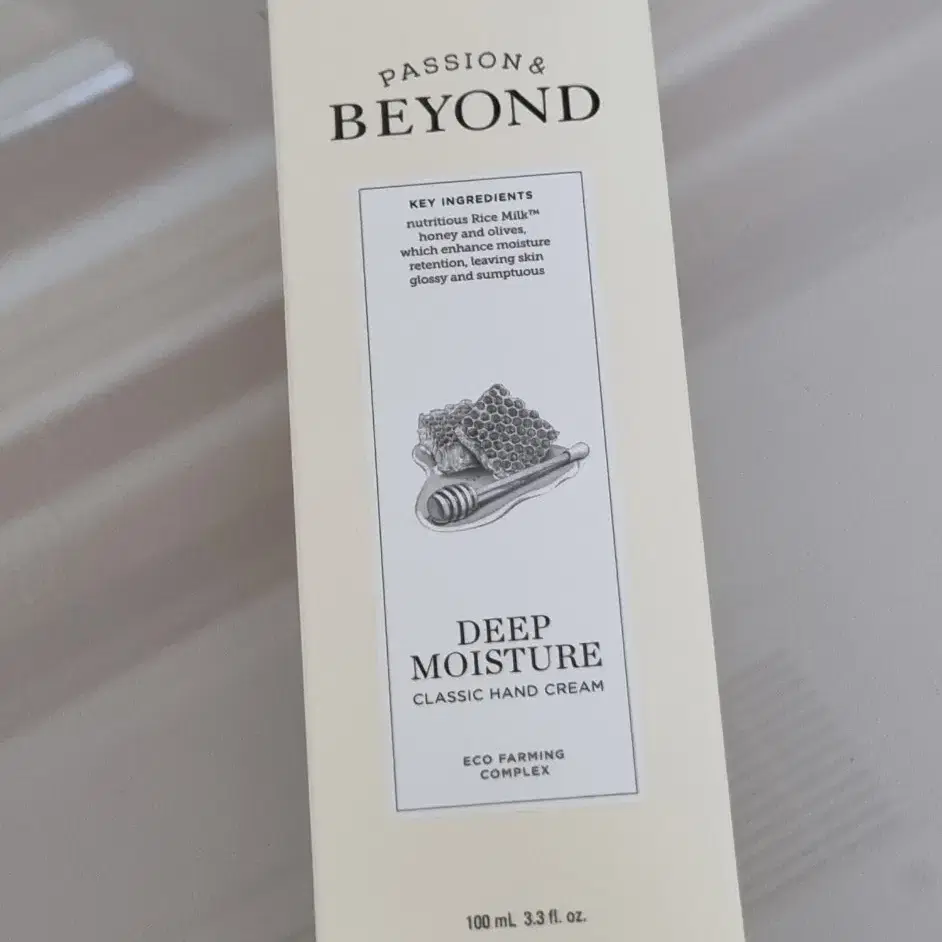 PASSION &
BEYOND
KEY INGREDIENTS
nutritious Rice Milk™
honey and olives,
which enhance moisture
retention, leaving skin
glossy and sumptuous
DEEP
MOISTURE
CLASSIC HAND CREAM
ECO FARMING
COMPLEX
100 mL 3.3 fl. oz.